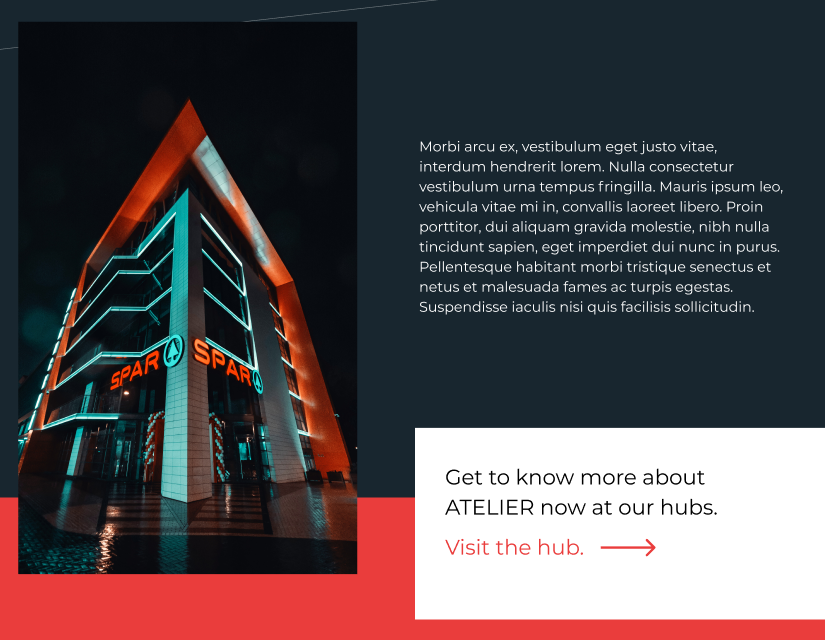 SPAR
SPAR
Morbi arcu ex, vestibulum eget justo vitae,
interdum hendrerit lorem. Nulla consectetur
vestibulum urna tempus fringilla. Mauris ipsum leo,
vehicula vitae mi in, convallis laoreet libero. Proin
porttitor, dui aliquam gravida molestie, nibh nulla
tincidunt sapien, eget imperdiet dui nunc in purus.
Pellentesque habitant morbi tristique senectus et
netus et malesuada fames ac turpis egestas.
Suspendisse iaculis nisi quis facilisis sollicitudin.
Get to know more about
ATELIER now at our hubs.
Visit the hub.